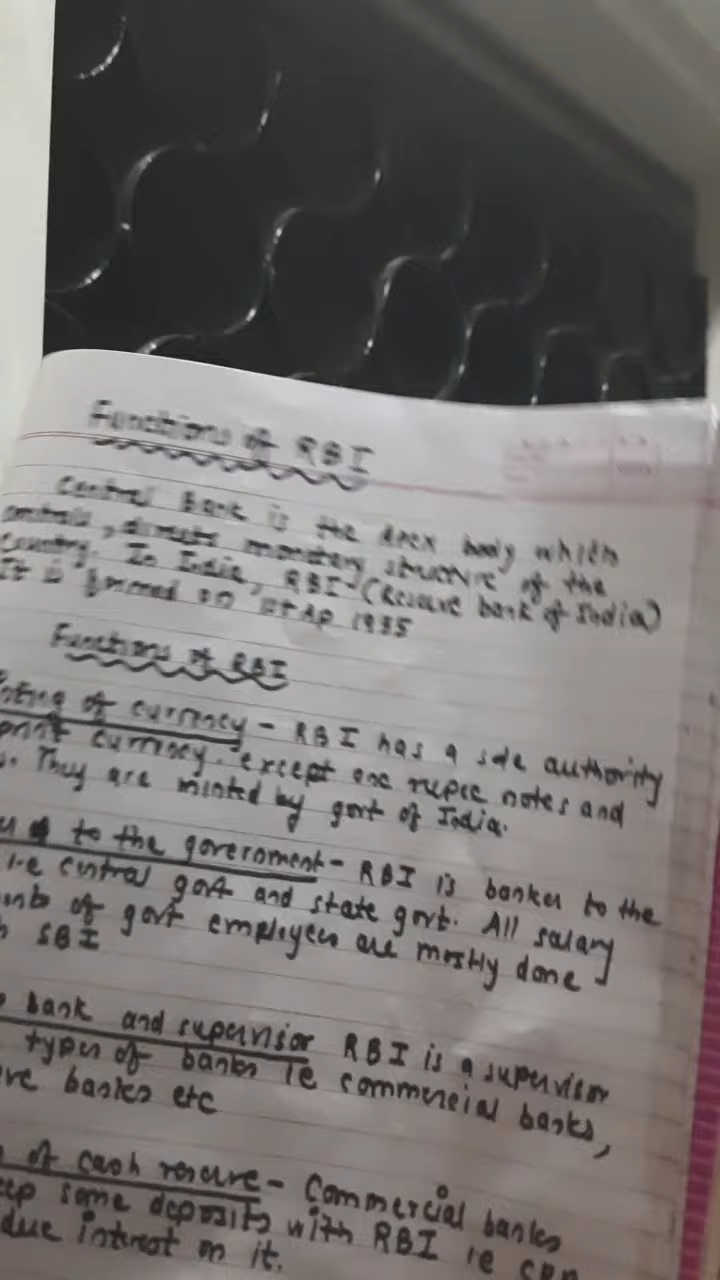 Functions of RBI
Central Bank is the Apex body which
controls, directs monetary structure of the
country. In India, RBI (Reserve bank of India)
It is formed on 1st Ap 1935
Functions of RBI
of currency - RBI has a sole authority
print currency. except one rupee notes and
They are minted by govt of India.
to the government - RBI is banker to the
i.e central govt and state govt. All salary
of govt employees are mostly done
SBI
bank and supervisor RBI is a supervisor
types of banks ie commercial banks,
banks etc
of cash reserve - Commercial banks
some deposits with RBI ie
due interest on it.